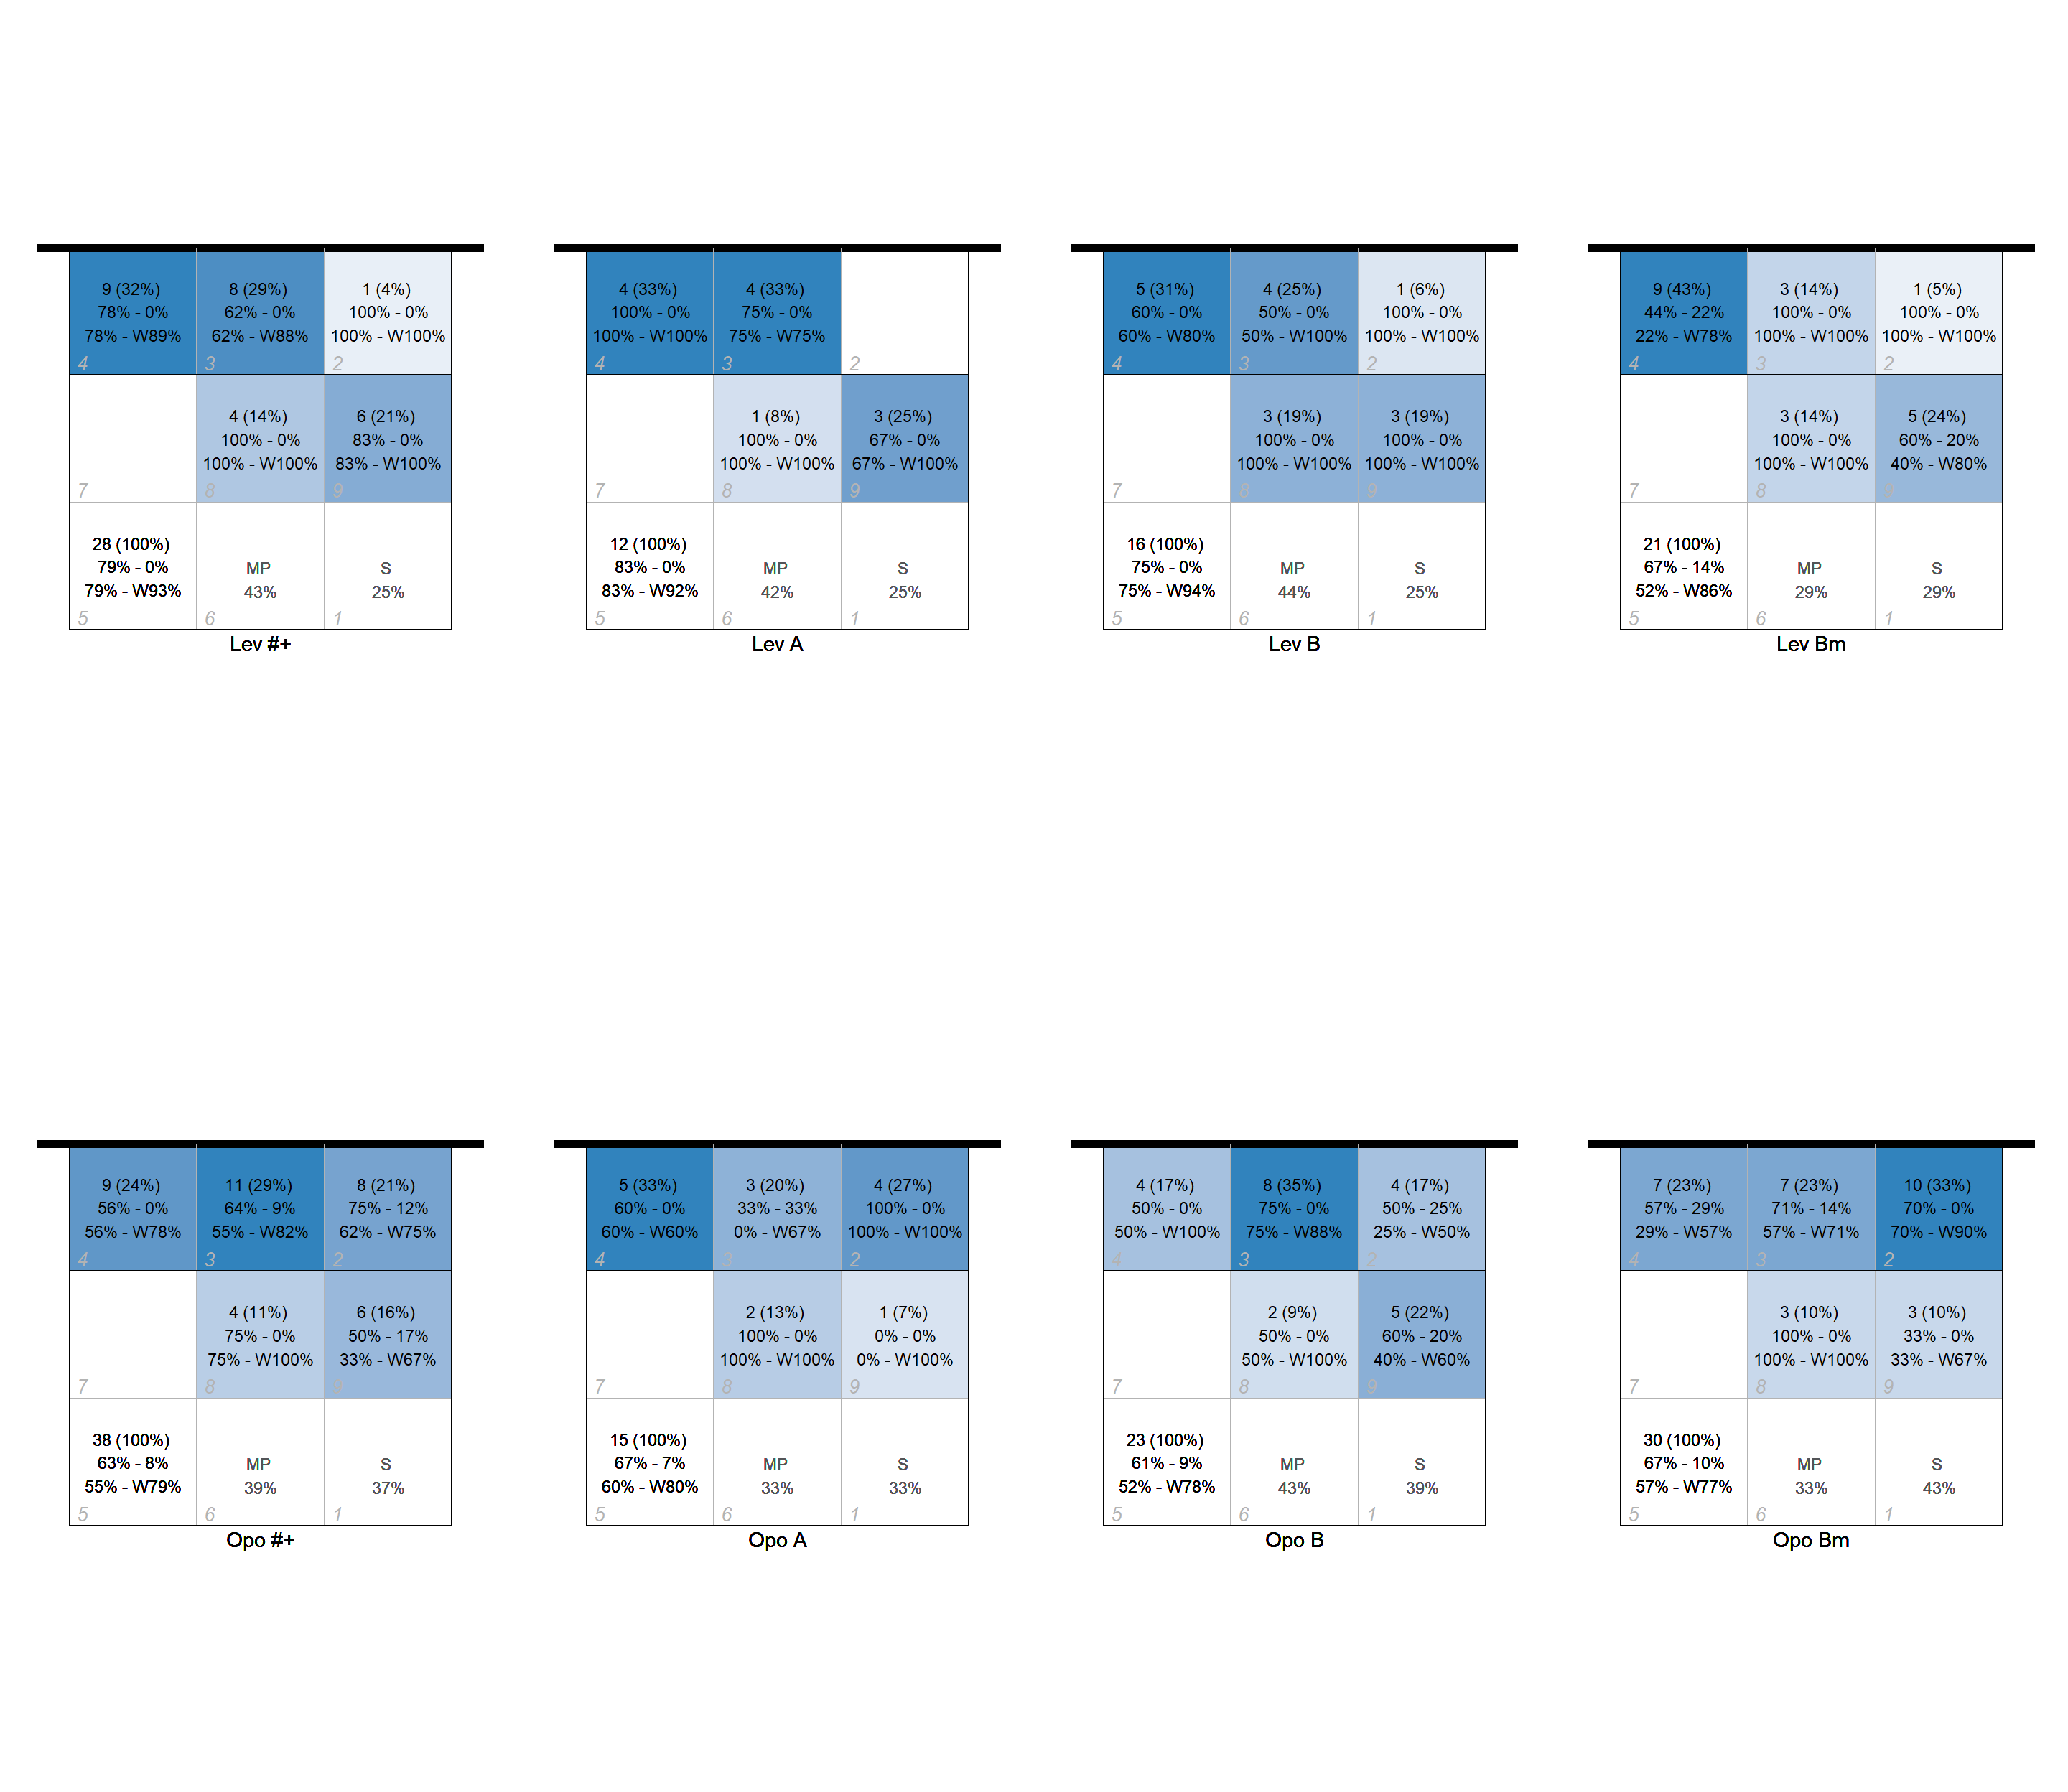 9 (32%)
78% - 0%
78% - W89%
4
8 (29%)
62% - 0%
62% - W88%
3
1 (4%)
100% - 0%
100% - W100%
2
7
4 (14%)
100% - 0%
100% - W100%
8
6 (21%)
83% - 0%
83% - W100%
9
28 (100%)
79% - 0%
79% - W93%
5
MP
43%
6
S
25%
1
Lev #+
4 (33%)
100% - 0%
100% - W100%
4
4 (33%)
75% - 0%
75% - W75%
3
2
7
1 (8%)
100% - 0%
100% - W100%
8
3 (25%)
67% - 0%
67% - W100%
9
12 (100%)
83% - 0%
83% - W92%
5
MP
42%
6
S
25%
1
Lev A
5 (31%)
60% - 0%
60% - W80%
4
4 (25%)
50% - 0%
50% - W100%
3
1 (6%)
100% - 0%
100% - W100%
2
7
3 (19%)
100% - 0%
100% - W100%
8
3 (19%)
100% - 0%
100% - W100%
9
16 (100%)
75% - 0%
75% - W94%
5
MP
44%
6
S
25%
1
Lev B
9 (43%)
44% - 22%
22% - W78%
4
3 (14%)
100% - 0%
100% - W100%
3
1 (5%)
100% - 0%
100% - W100%
2
7
3 (14%)
100% - 0%
100% - W100%
8
5 (24%)
60% - 20%
40% - W80%
9
21 (100%)
67% - 14%
52% - W86%
5
MP
29%
6
S
29%
1
Lev Bm
9 (24%)
56% - 0%
56% - W78%
4
11 (29%)
64% - 9%
55% - W82%
3
8 (21%)
75% - 12%
62% - W75%
2
7
4 (11%)
75% - 0%
75% - W100%
8
6 (16%)
50% - 17%
33% - W67%
9
38 (100%)
63% - 8%
55% - W79%
5
MP
39%
6
S
37%
1
Opo #+
5 (33%)
60% - 0%
60% - W60%
4
3 (20%)
33% - 33%
0% - W67%
3
4 (27%)
100% - 0%
100% - W100%
2
7
2 (13%)
100% - 0%
100% - W100%
8
1 (7%)
0% - 0%
0% - W100%
9
15 (100%)
67% - 7%
60% - W80%
5
MP
33%
6
S
33%
1
Opo A
4 (17%)
50% - 0%
50% - W100%
4
8 (35%)
75% - 0%
75% - W88%
3
4 (17%)
50% - 25%
25% - W50%
2
7
2 (9%)
50% - 0%
50% - W100%
8
5 (22%)
60% - 20%
40% - W60%
9
23 (100%)
61% - 9%
52% - W78%
5
MP
43%
6
S
39%
1
Opo B
7 (23%)
57% - 29%
29% - W57%
4
7 (23%)
71% - 14%
57% - W71%
3
10 (33%)
70% - 0%
70% - W90%
2
7
3 (10%)
100% - 0%
100% - W100%
8
3 (10%)
33% - 0%
33% - W67%
9
30 (100%)
67% - 10%
57% - W77%
5
MP
33%
6
S
43%
1
Opo Bm